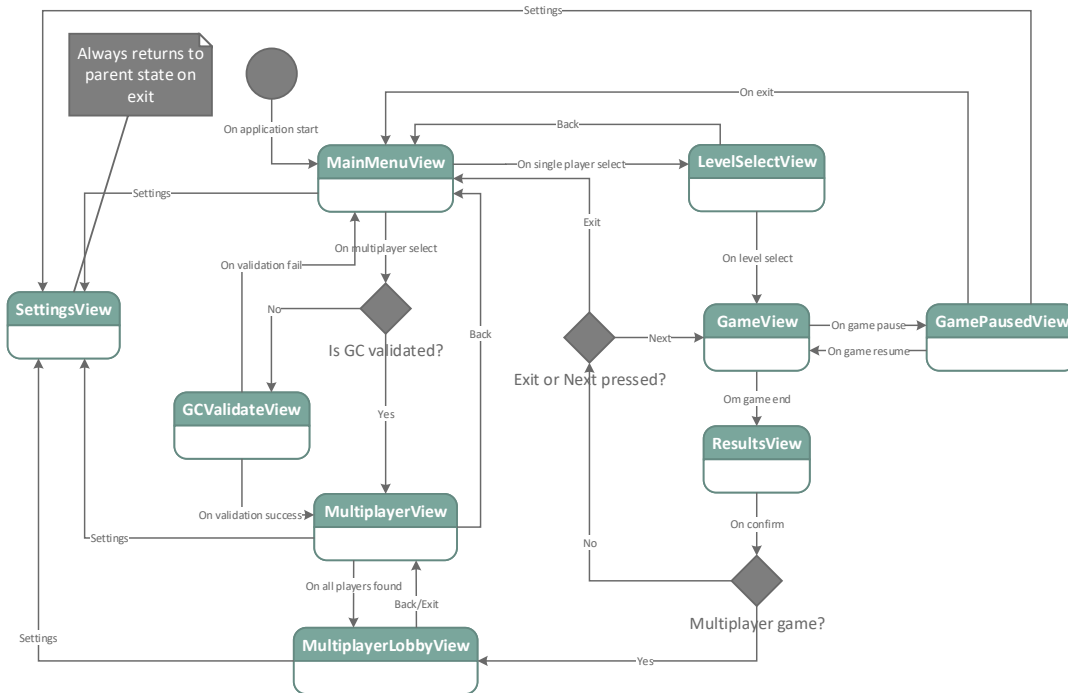 Settings
Always returns to
parent state on
exit
On exit
On application start
Back
MainMenuView
On single player select
LevelSelectView
Settings
Exit
On multiplayer select
On level select
On validation fail
SettingsView
No
GameView
On game pause
GamePausedView
Is GC validated?
Back
Next
On game resume
Exit or Next pressed?
GCValidateView
Yes
Om game end
ResultsView
MultiplayerView
On validation success
On confirm
Settings
No
On all players found
Back/Exit
Multiplayer game?
Settings
MultiplayerLobbyView
Yes